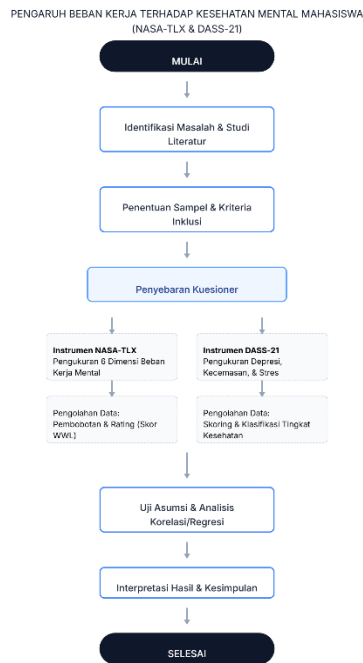 PENGARUH BEBAN KERJA TERHADAP KESEHATAN MENTAL MAHASISWA
(NASA-TLX & DASS-21)
MULAI
Identifikasi Masalah & Studi
Literatur
Penentuan Sampel & Kriteria
Inklusi
Penyebaran Kuesioner
Instrumen NASA-TLX
Pengukuran 6 Dimensi Beban
Kerja Mental
Instrumen DASS-21
Pengukuran Depresi,
Kecemasan, & Stres
Pengolahan Data:
Pembobotan & Rating (Skor
WWL)
Pengolahan Data:
Skoring & Klasifikasi Tingkat
Kesehatan
Uji Asumsi & Analisis
Korelasi/Regresi
Interpretasi Hasil & Kesimpulan
SELESAI